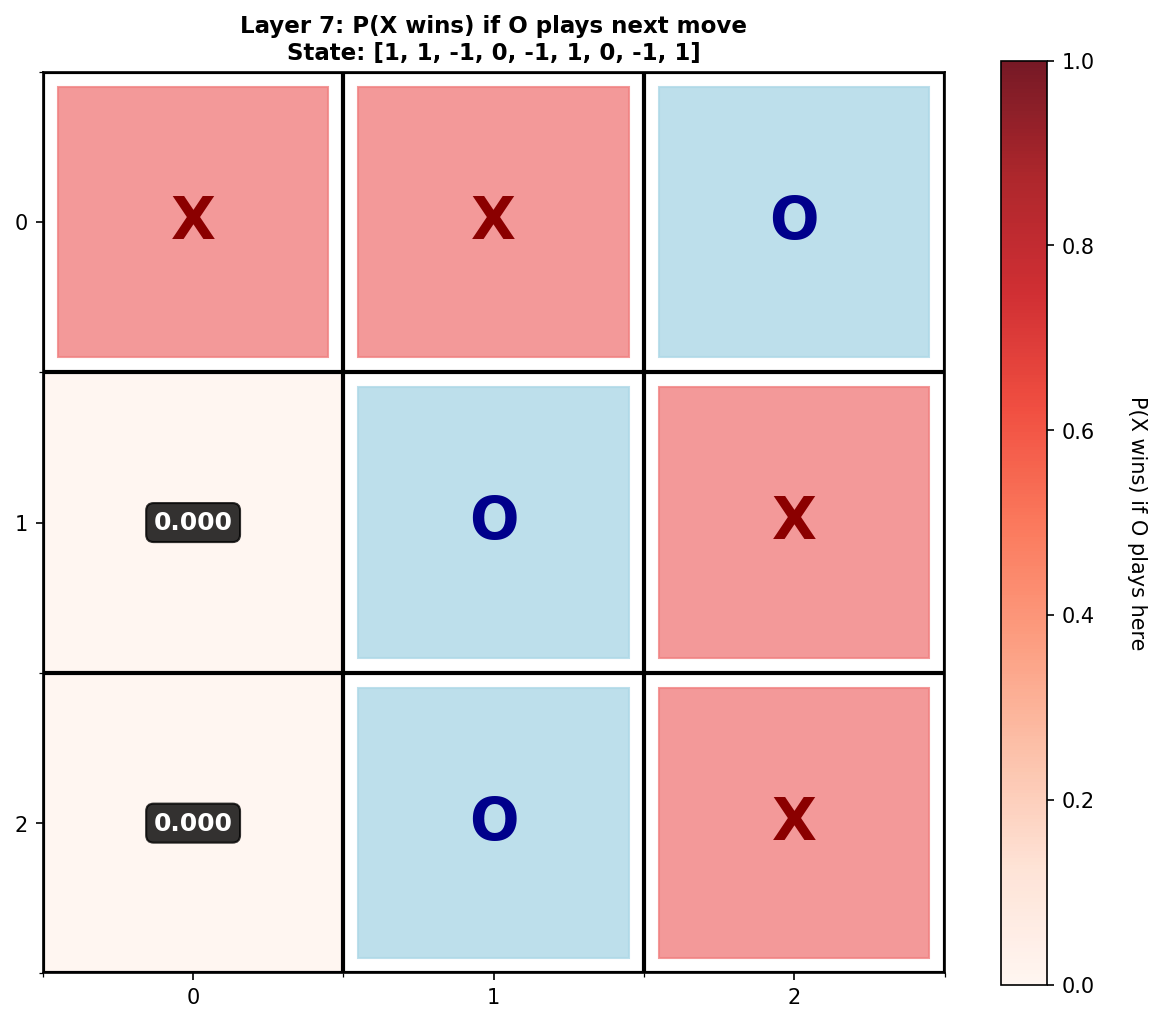 Layer 7: P(X wins) if O plays next move
State: [1, 1, -1, 0, -1, 1, 0, -1, 1]
0
X
X
O
1
0.000
O
X
2
0.000
O
X
0
1
2
1.0
0.8
0.6
0.4
0.2
0.0
P(X wins) if O plays here